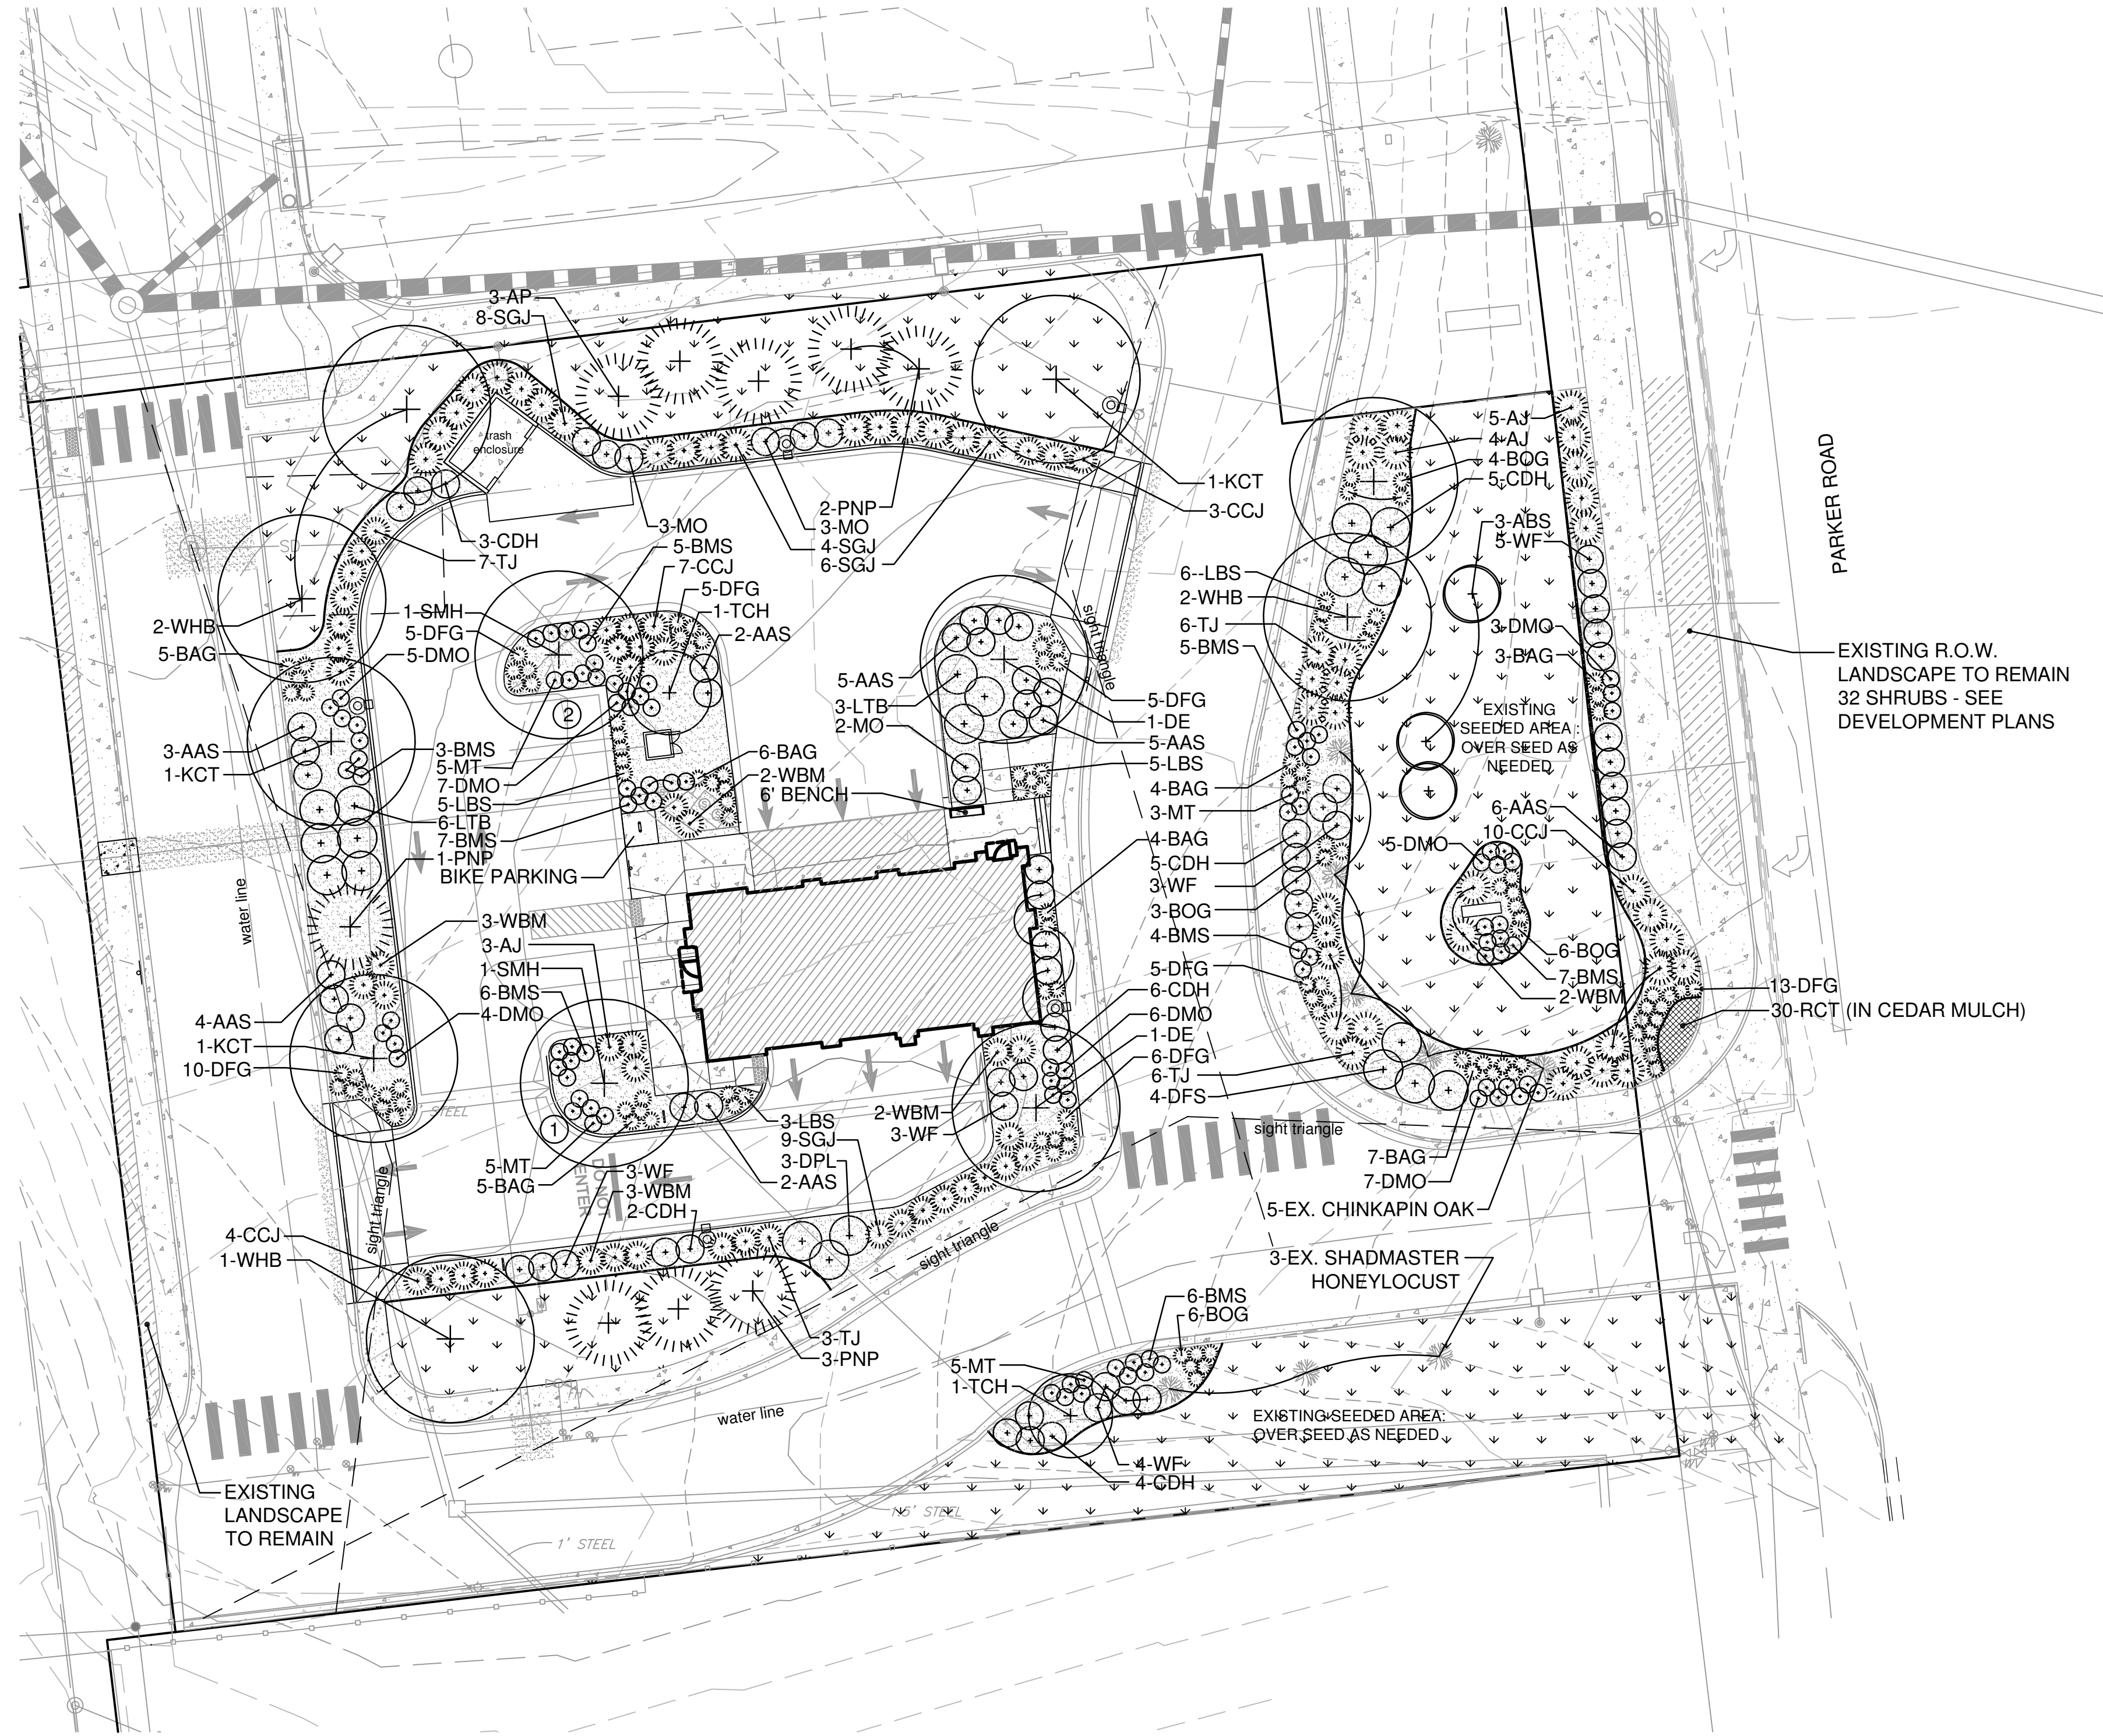 3-AP
8-SGJ
trash
enclosure
1-KCT
3-CCJ
2-PNP
3-MO
4-SGJ
6-SGJ
3-MO
5-BMS
7-CCJ
5-DFG
1-TCH
2-AAS
3-CDH
7-TJ
SD
2-WHB
5-BAG
1-SMH
5-DFG
5-DMO
2
3-AAS
1-KCT
3-BMS
5-MT
7-DMO
5-LBS
6-LTB
7-BMS
1-PNP
BIKE PARKING
6-BAG
2-WBM
6' BENCH
5-AAS
3-LTB
2-MO
sight triangle
5-DFG
1-DE
5-AAS
5-LBS
4-BAG
water line
3-WBM
3-AJ
1-SMH
6-BMS
4-DMO
4-AAS
1-KCT
10-DFG
STEEL
1
5-MT
5-BAG
DO NOT
ENTER
3-LBS
9-SGJ
3-DPL
2-AAS
2-WBM
3-WF
6-CDH
6-DMO
1-DE
6-DFG
3-WF
3-WBM
2-CDH
sight triangle
4-CCJ
1-WHB
sight triangle
3-TJ
3-PNP
water line
5-AJ
4-AJ
4-BOG
5-CDH
3-ABS
5-WF
6--LBS
2-WHB
6-TJ
5-BMS
3-DMO
3-BAG
EXISTING
SEEDED AREA :
OVER SEED AS
NEEDED
4-BAG
3-MT
5-CDH
3-WF
3-BOG
4-BMS
5-DFG
6-TJ
4-DFS
6-AAS
10-CCJ
5-DMO
6-BOG
7-BMS
2-WBM
PARKER ROAD
EXISTING R.O.W.
LANDSCAPE TO REMAIN
32 SHRUBS - SEE
DEVELOPMENT PLANS
13-DFG
30-RCT (IN CEDAR MULCH)
sight triangle
7-BAG
7-DMO
5-EX. CHINKAPIN OAK
3-EX. SHADMASTER
HONEYLOCUST
6-BMS
6-BOG
5-MT
1-TCH
EXISTING SEEDED AREA:
OVER SEED AS NEEDED
4-WF
4-CDH
EXISTING
LANDSCAPE
TO REMAIN
1' STEEL
1.5' STEEL